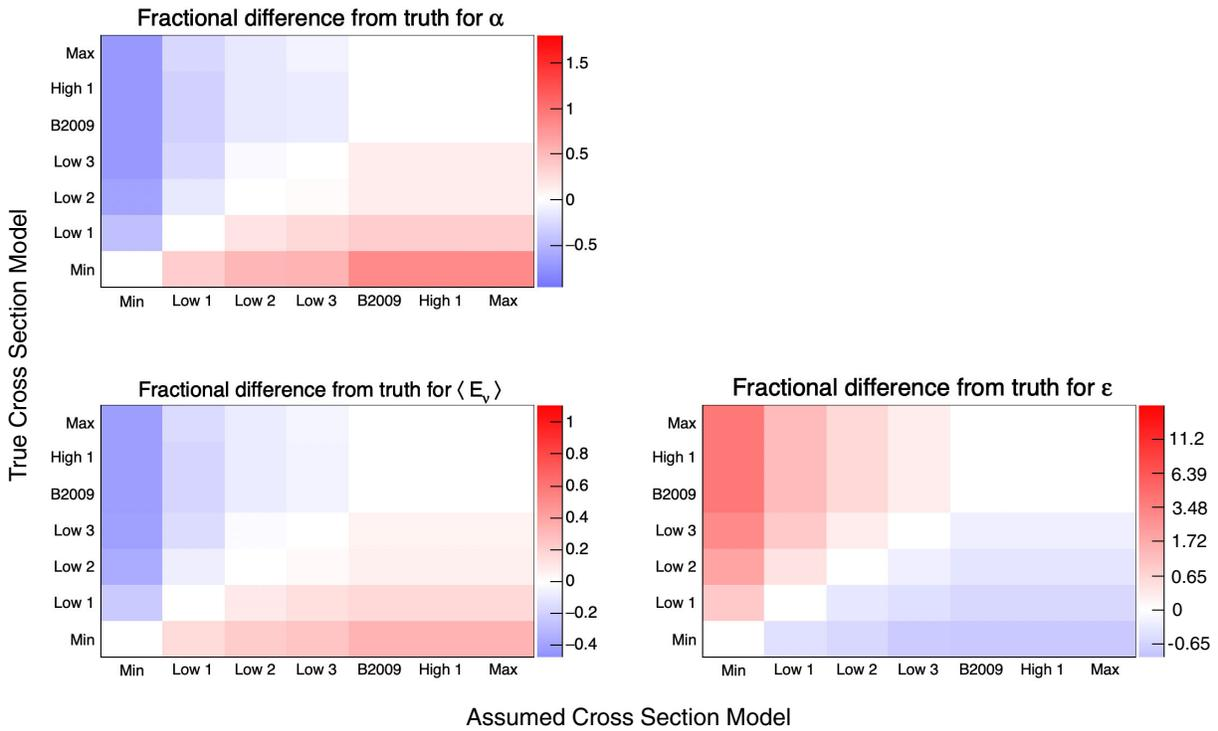 Fractional difference from truth for α
Max
High 1
B2009
Low 3
Low 2
Low 1
Min
Min Low 1 Low 2 Low 3 B2009 High 1 Max
1.5
1
0.5
0
−0.5
True Cross Section Model
Fractional difference from truth for ⟨ Eν ⟩
Max
High 1
B2009
Low 3
Low 2
Low 1
Min
Min Low 1 Low 2 Low 3 B2009 High 1 Max
1
0.8
0.6
0.4
0.2
0
−0.2
−0.4
Fractional difference from truth for ε
Max
High 1
B2009
Low 3
Low 2
Low 1
Min
Min Low 1 Low 2 Low 3 B2009 High 1 Max
11.2
6.39
3.48
1.72
0.65
0
-0.65
Assumed Cross Section Model